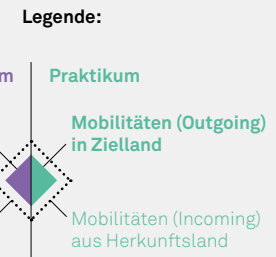 Legende:
m
Praktikum
Mobilitäten (Outgoing)
in Zielland
Mobilitäten (Incoming)
aus Herkunftsland